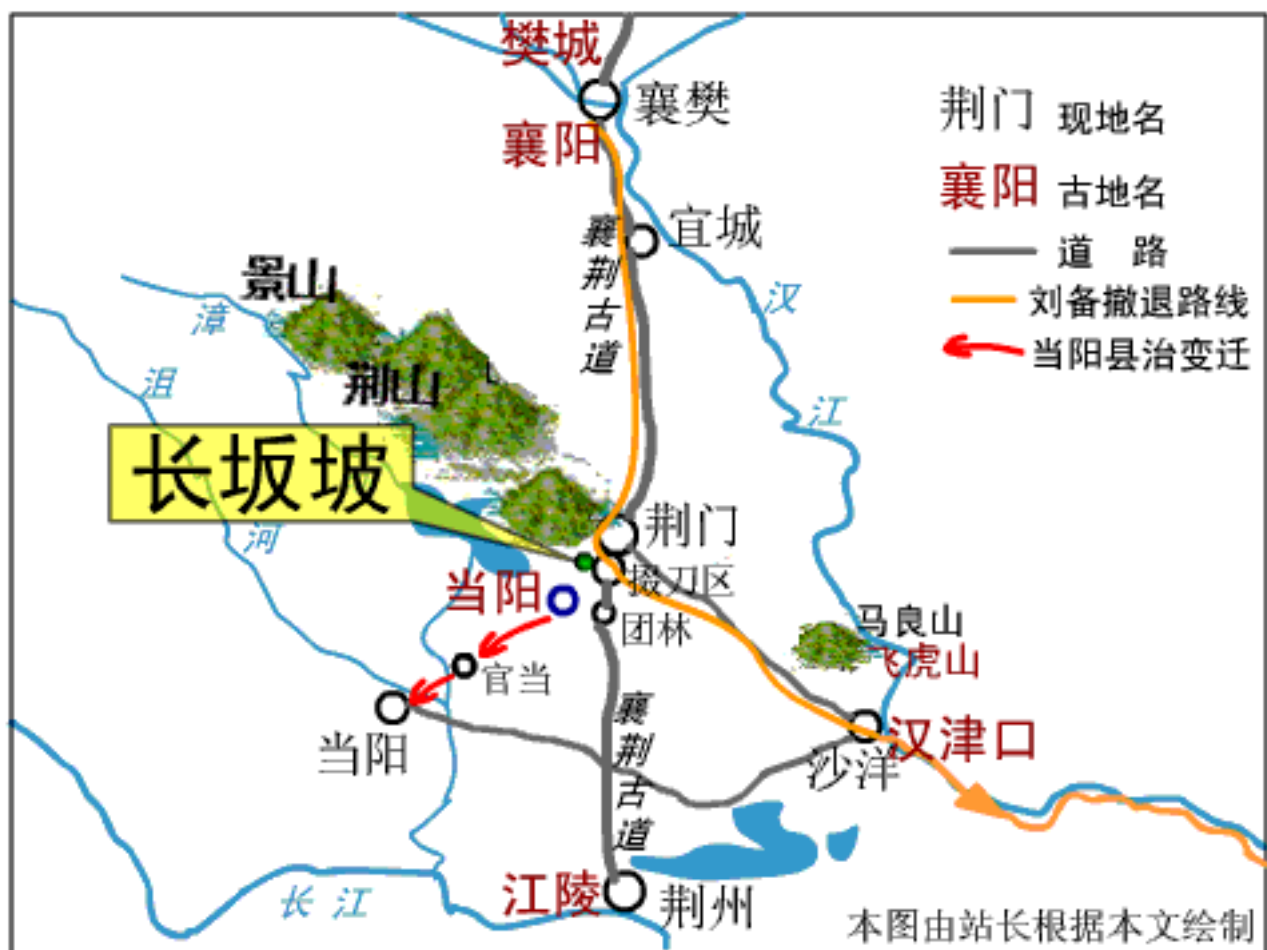 樊城
襄樊
襄阳
荆门 现地名
襄阳 古地名
道 路
刘备撤退路线
当阳县治变迁
宜城
襄荆古道
汉江
景山
漳
荆山
沮
河
长坂坡
荆门
掇刀区
当阳
团林
马良山
飞虎山
官当
当阳
襄荆古道
汉津口
沙洋
江陵
荆州
长江
本图由站长根据本文绘制